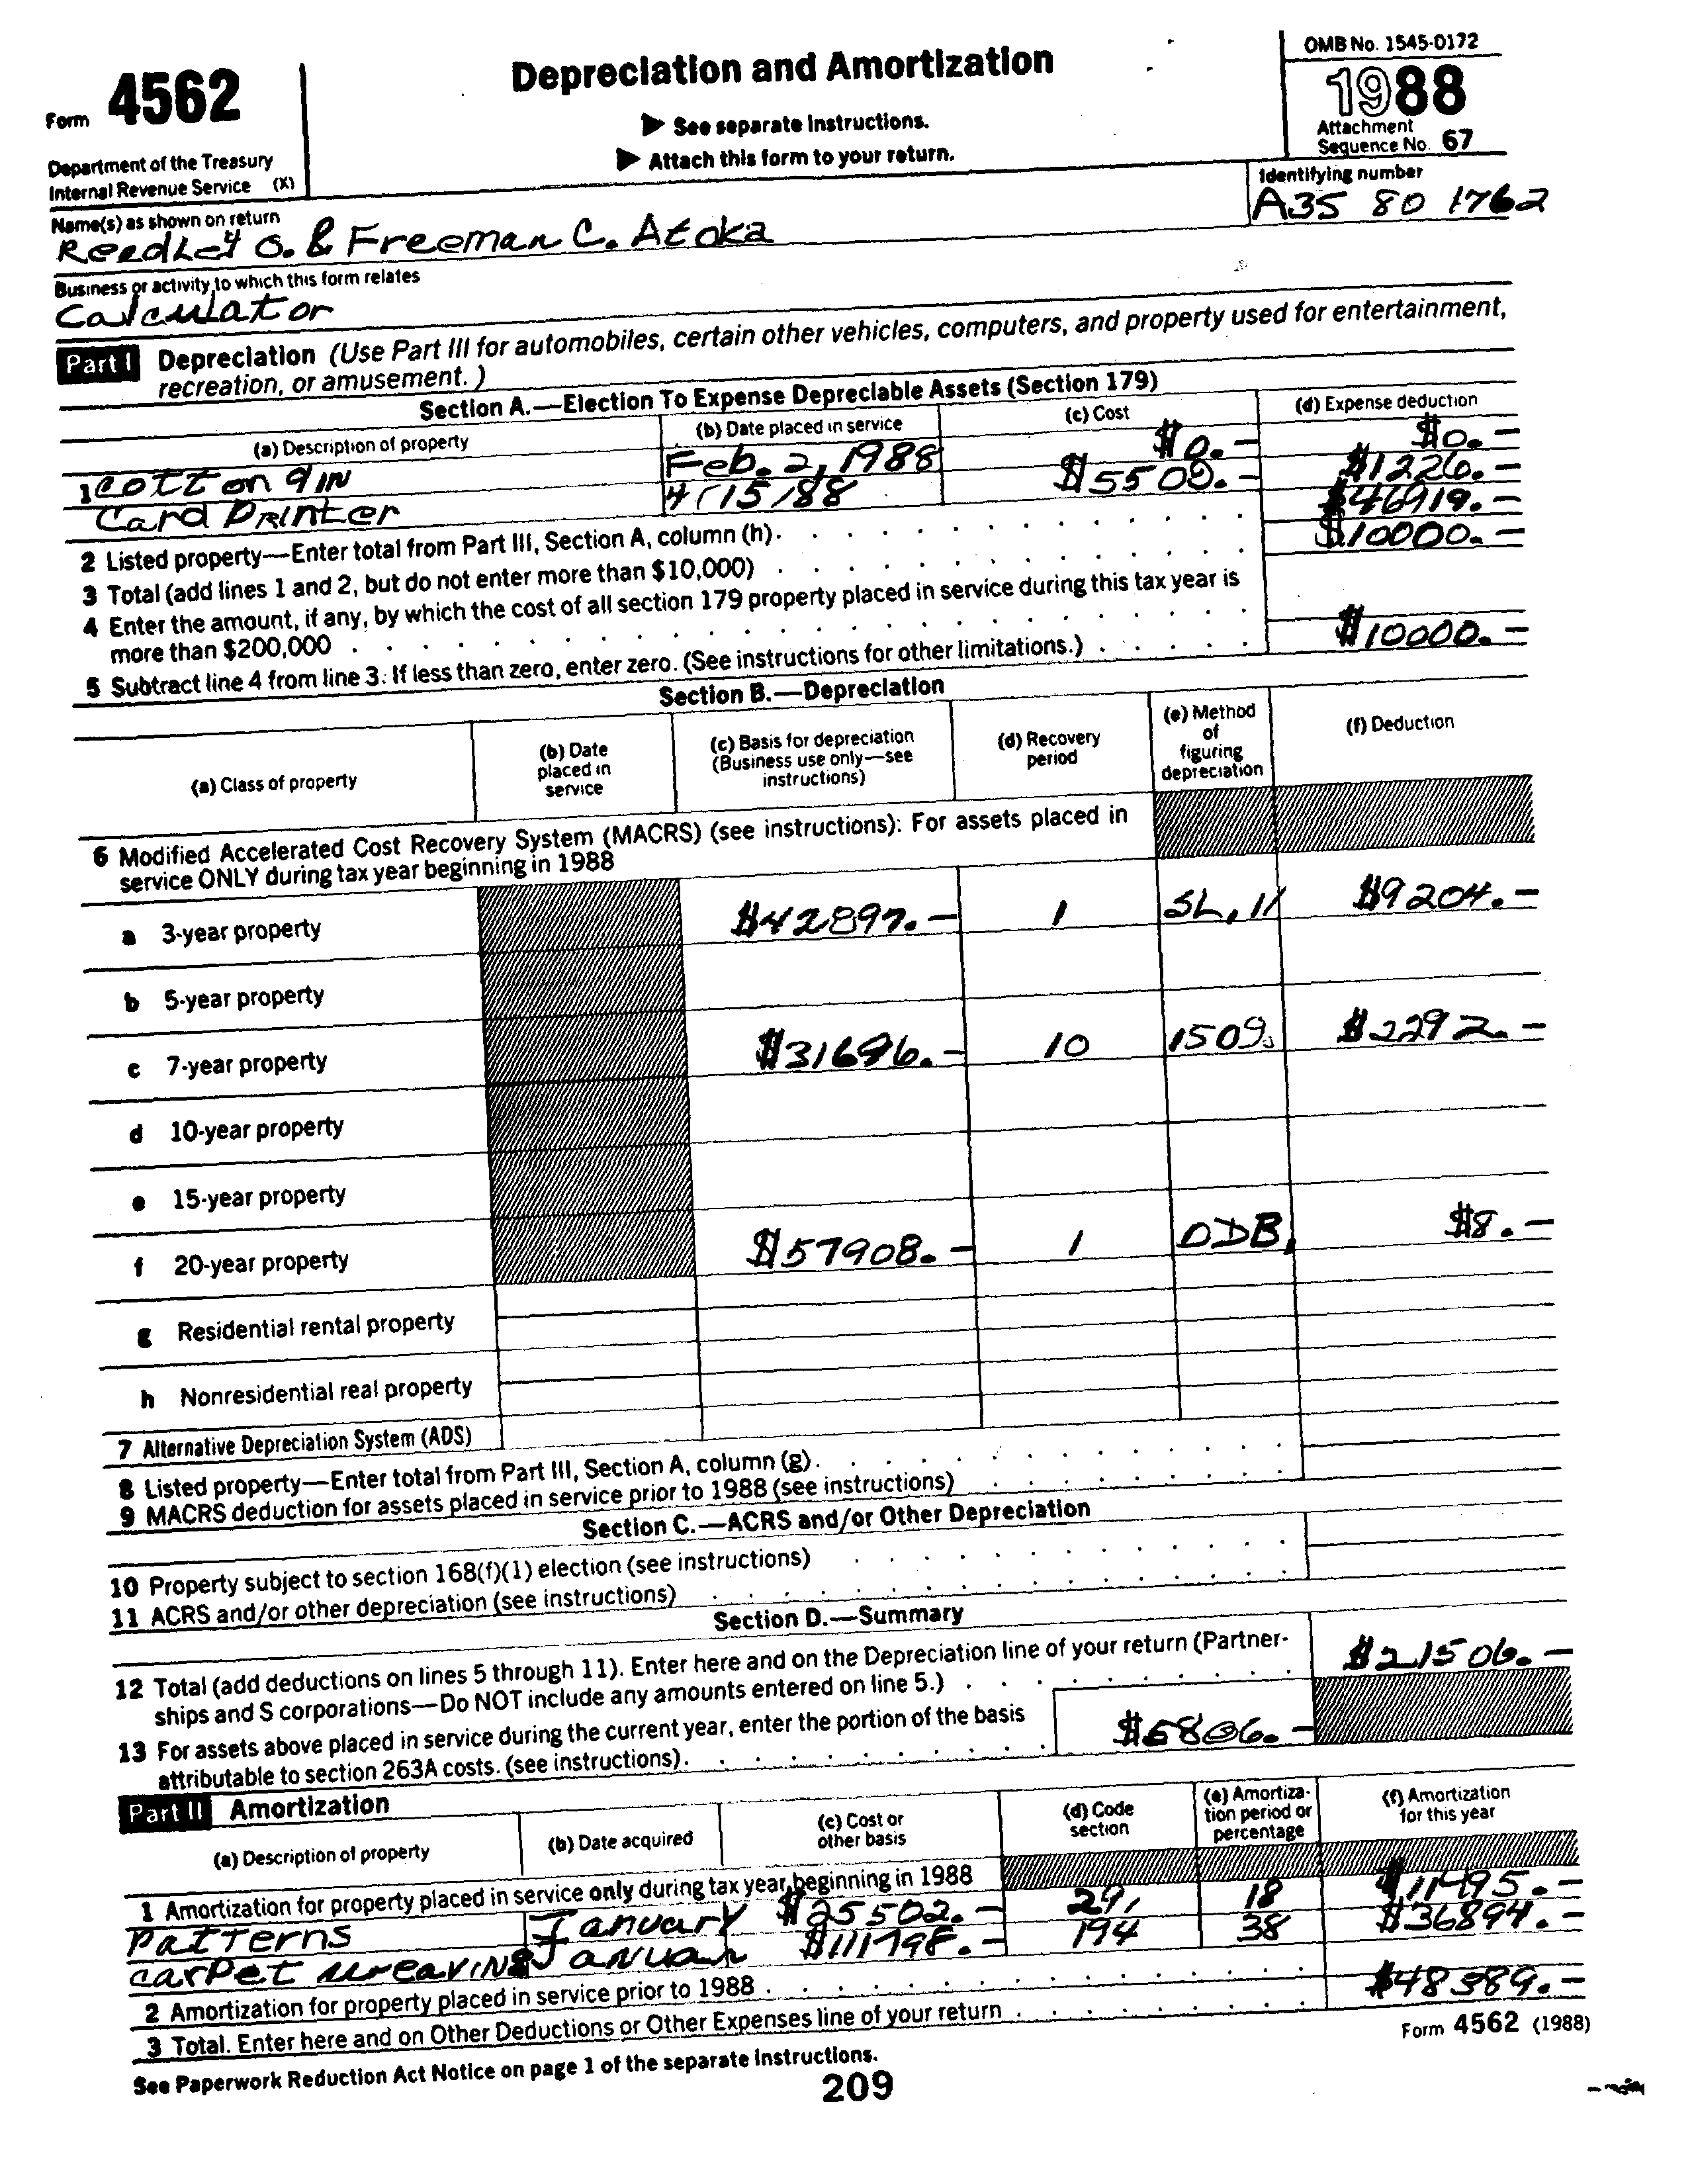 Form 4562
Department of the Treasury
Internal Revenue Service (X)
Depreciation and Amortization
▶ See separate Instructions.
▶ Attach this form to your return.
OMB No. 1545-0172
1988
Attachment
Sequence No. 67
Name(s) as shown on return
Reedley O. & Freeman C. Atoka
Identifying number
A35 80 1762
Business or activity to which this form relates
Calculator
Part I Depreciation (Use Part III for automobiles, certain other vehicles, computers, and property used for entertainment,
recreation, or amusement.)
Section A.—Election To Expense Depreciable Assets (Section 179)
(a) Description of property (b) Date placed in service (c) Cost (d) Expense deduction
1 Cotton gin Feb. 2, 1988 $0.- $0.-
Card Printer 4/15/88 $5500.- $1226.-
2 Listed property—Enter total from Part III, Section A, column (h). $46919.-
3 Total (add lines 1 and 2, but do not enter more than $10,000) $10000.-
4 Enter the amount, if any, by which the cost of all section 179 property placed in service during this tax year is
more than $200,000
5 Subtract line 4 from line 3. If less than zero, enter zero. (See instructions for other limitations.) $10000.-
Section B.—Depreciation
(a) Class of property (b) Date placed in service (c) Basis for depreciation (Business use only—see instructions) (d) Recovery period (e) Method of figuring depreciation (f) Deduction
6 Modified Accelerated Cost Recovery System (MACRS) (see instructions): For assets placed in
service ONLY during tax year beginning in 1988
a 3-year property $42897.- 1 SL, 11 $9204.-
b 5-year property
c 7-year property 10 $2292.-
d 10-year property
e 15-year property
f 20-year property $57908.- 1 ODB, $8.-
g Residential rental property
h Nonresidential real property
7 Alternative Depreciation System (ADS)
8 Listed property—Enter total from Part III, Section A, column (g).
9 MACRS deduction for assets placed in service prior to 1988 (see instructions)
Section C.—ACRS and/or Other Depreciation
10 Property subject to section 168(f)(1) election (see instructions)
11 ACRS and/or other depreciation (see instructions)
Section D.—Summary
12 Total (add deductions on lines 5 through 11). Enter here and on the Depreciation line of your return (Partner-
ships and S corporations—Do NOT include any amounts entered on line 5.) $21506.-
13 For assets above placed in service during the current year, enter the portion of the basis
attributable to section 263A costs. (see instructions).
Part II Amortization
(a) Description of property (b) Date acquired (c) Cost or other basis (d) Code section (e) Amortization period or percentage (f) Amortization for this year
1 Amortization for property placed in service only during tax year beginning in 1988
Patterns January $25502.- 29, 18 $11495.-
carpet Januar 194 38 $36894.-
2 Amortization for property placed in service prior to 1988
3 Total. Enter here and on Other Deductions or Other Expenses line of your return $48389.-
See Paperwork Reduction Act Notice on page 1 of the separate Instructions.
Form 4562 (1988)
209